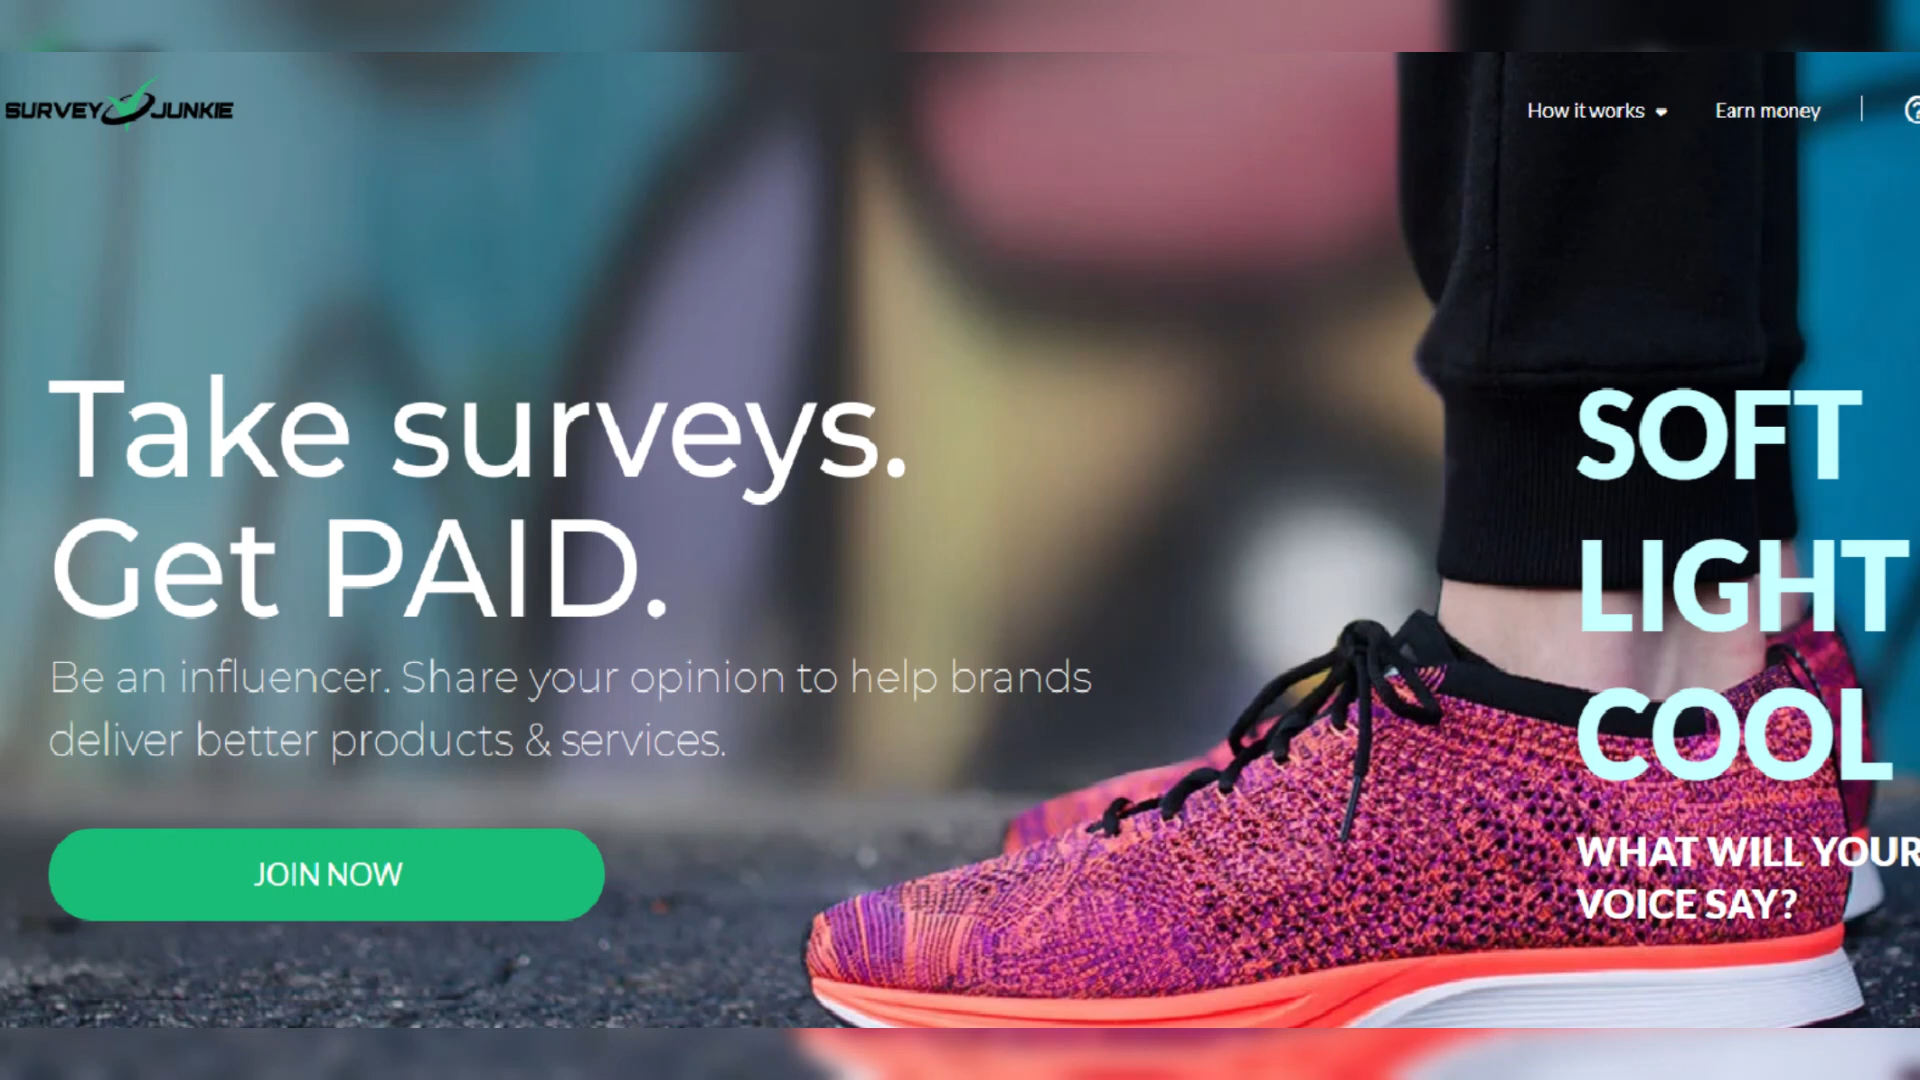 SURVEY JUNKIE
How it works
Earn money
Take surveys.
Get PAID.
Be an influencer. Share your opinion to help brands
deliver better products & services.
JOIN NOW
SOFT
LIGHT
COOL
WHAT WILL YOUR
VOICE SAY?